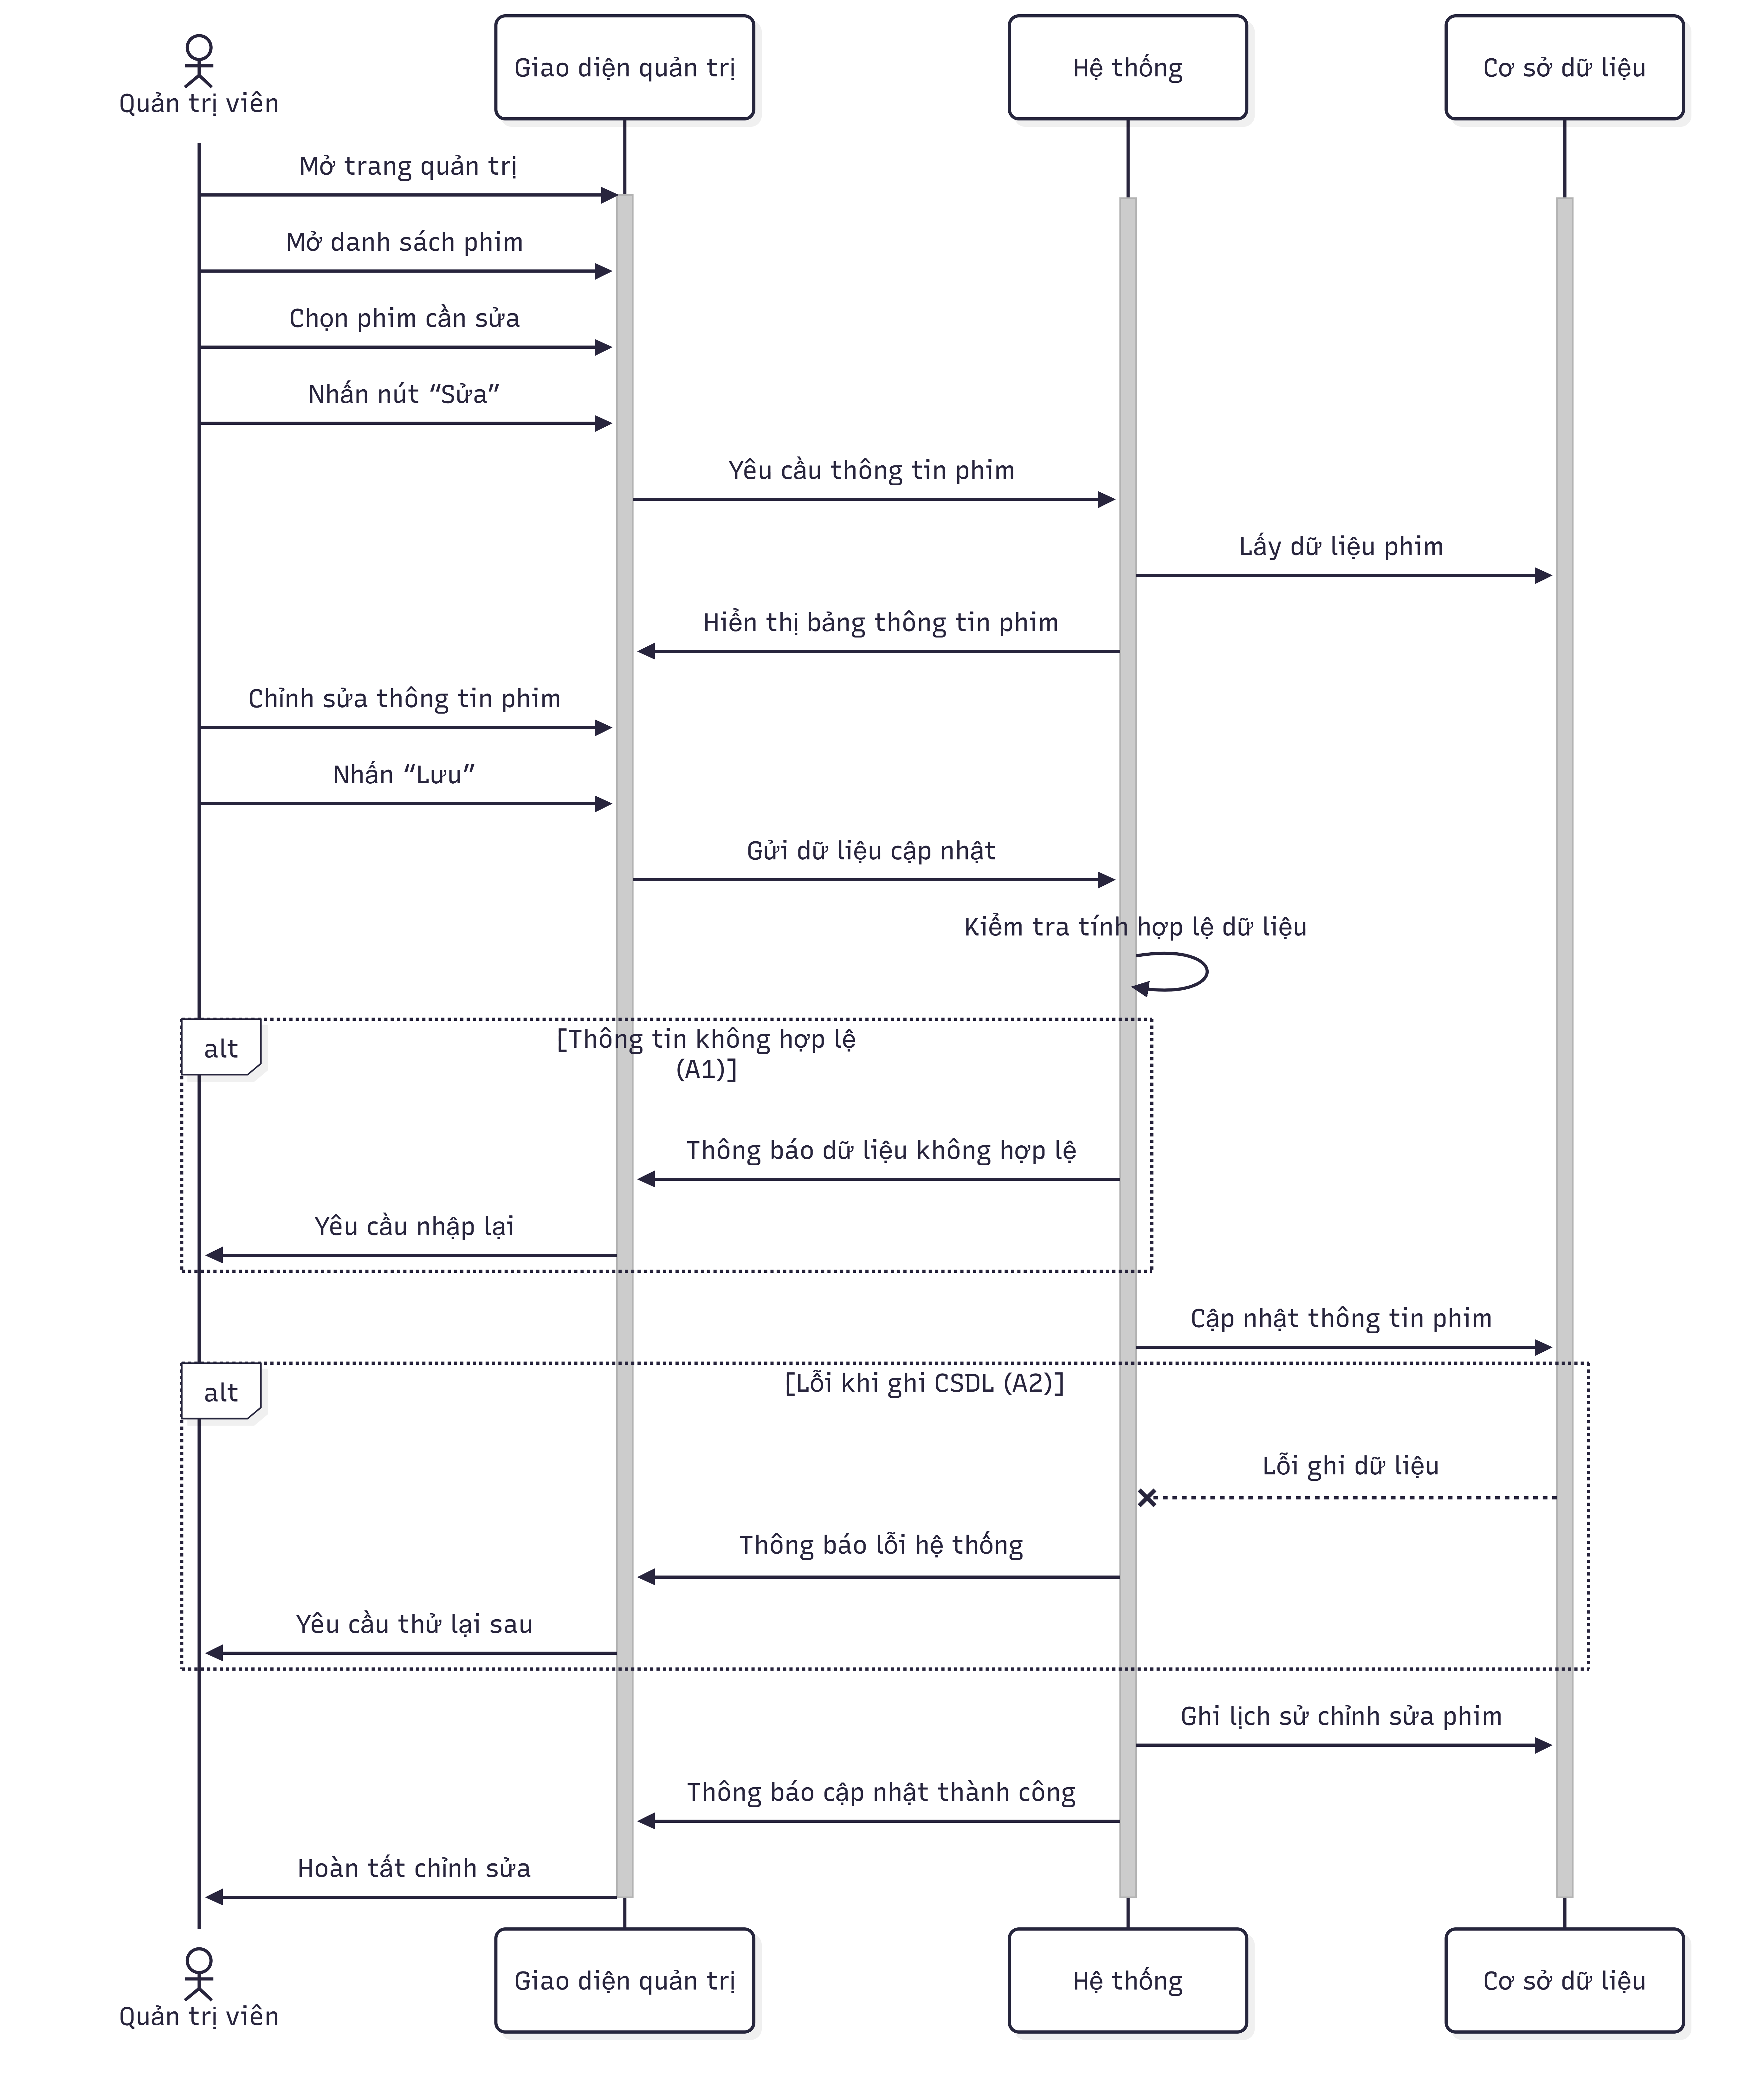 Quản trị viên
Giao diện quản trị
Hệ thống
Cơ sở dữ liệu
Mở trang quản trị
Mở danh sách phim
Chọn phim cần sửa
Nhấn nút “Sửa”
Yêu cầu thông tin phim
Lấy dữ liệu phim
Hiển thị bảng thông tin phim
Chỉnh sửa thông tin phim
Nhấn “Lưu”
Gửi dữ liệu cập nhật
Kiểm tra tính hợp lệ dữ liệu
alt
[Thông tin không hợp lệ
(A1)]
Thông báo dữ liệu không hợp lệ
Yêu cầu nhập lại
Cập nhật thông tin phim
alt
[Lỗi khi ghi CSDL (A2)]
Lỗi ghi dữ liệu
Thông báo lỗi hệ thống
Yêu cầu thử lại sau
Ghi lịch sử chỉnh sửa phim
Thông báo cập nhật thành công
Hoàn tất chỉnh sửa
Quản trị viên
Giao diện quản trị
Hệ thống
Cơ sở dữ liệu